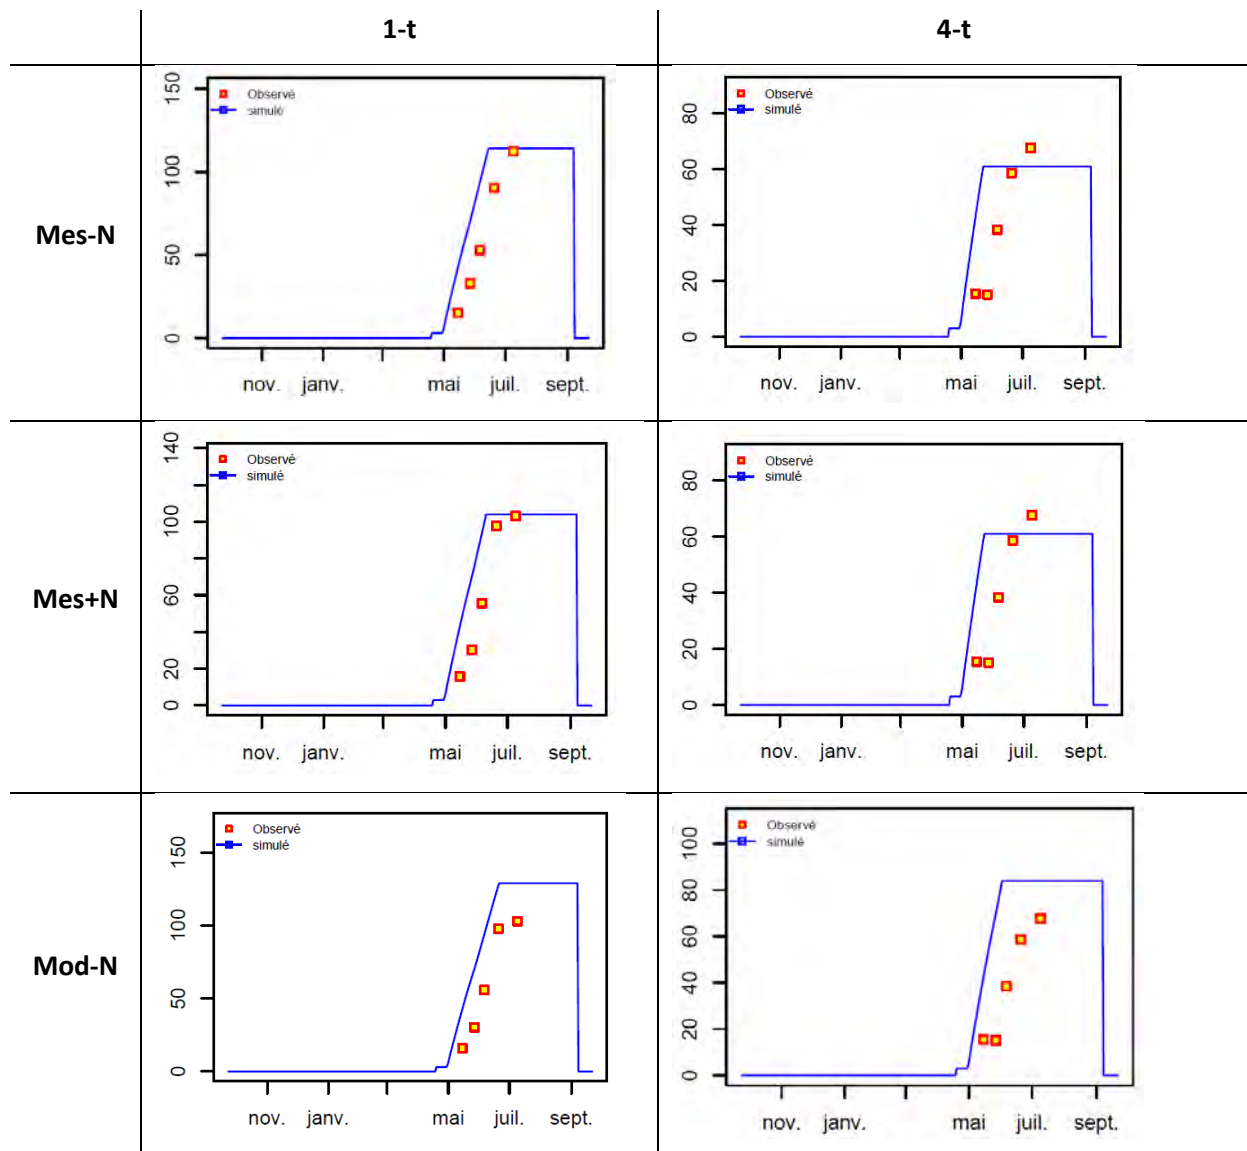 1-t 4-t
Mes-N
Observé
simulé
0 50 100 150
nov. janv. mai juil. sept.
Observé
simulé
0 20 40 60 80
nov. janv. mai juil. sept.
Mes+N
Observé
simulé
0 20 60 100 140
nov. janv. mai juil. sept.
Observé
simulé
0 20 40 60 80
nov. janv. mai juil. sept.
Mod-N
Observé
simulé
0 50 100 150
nov. janv. mai juil. sept.
Observé
simulé
0 20 40 60 80 100
nov. janv. mai juil. sept.